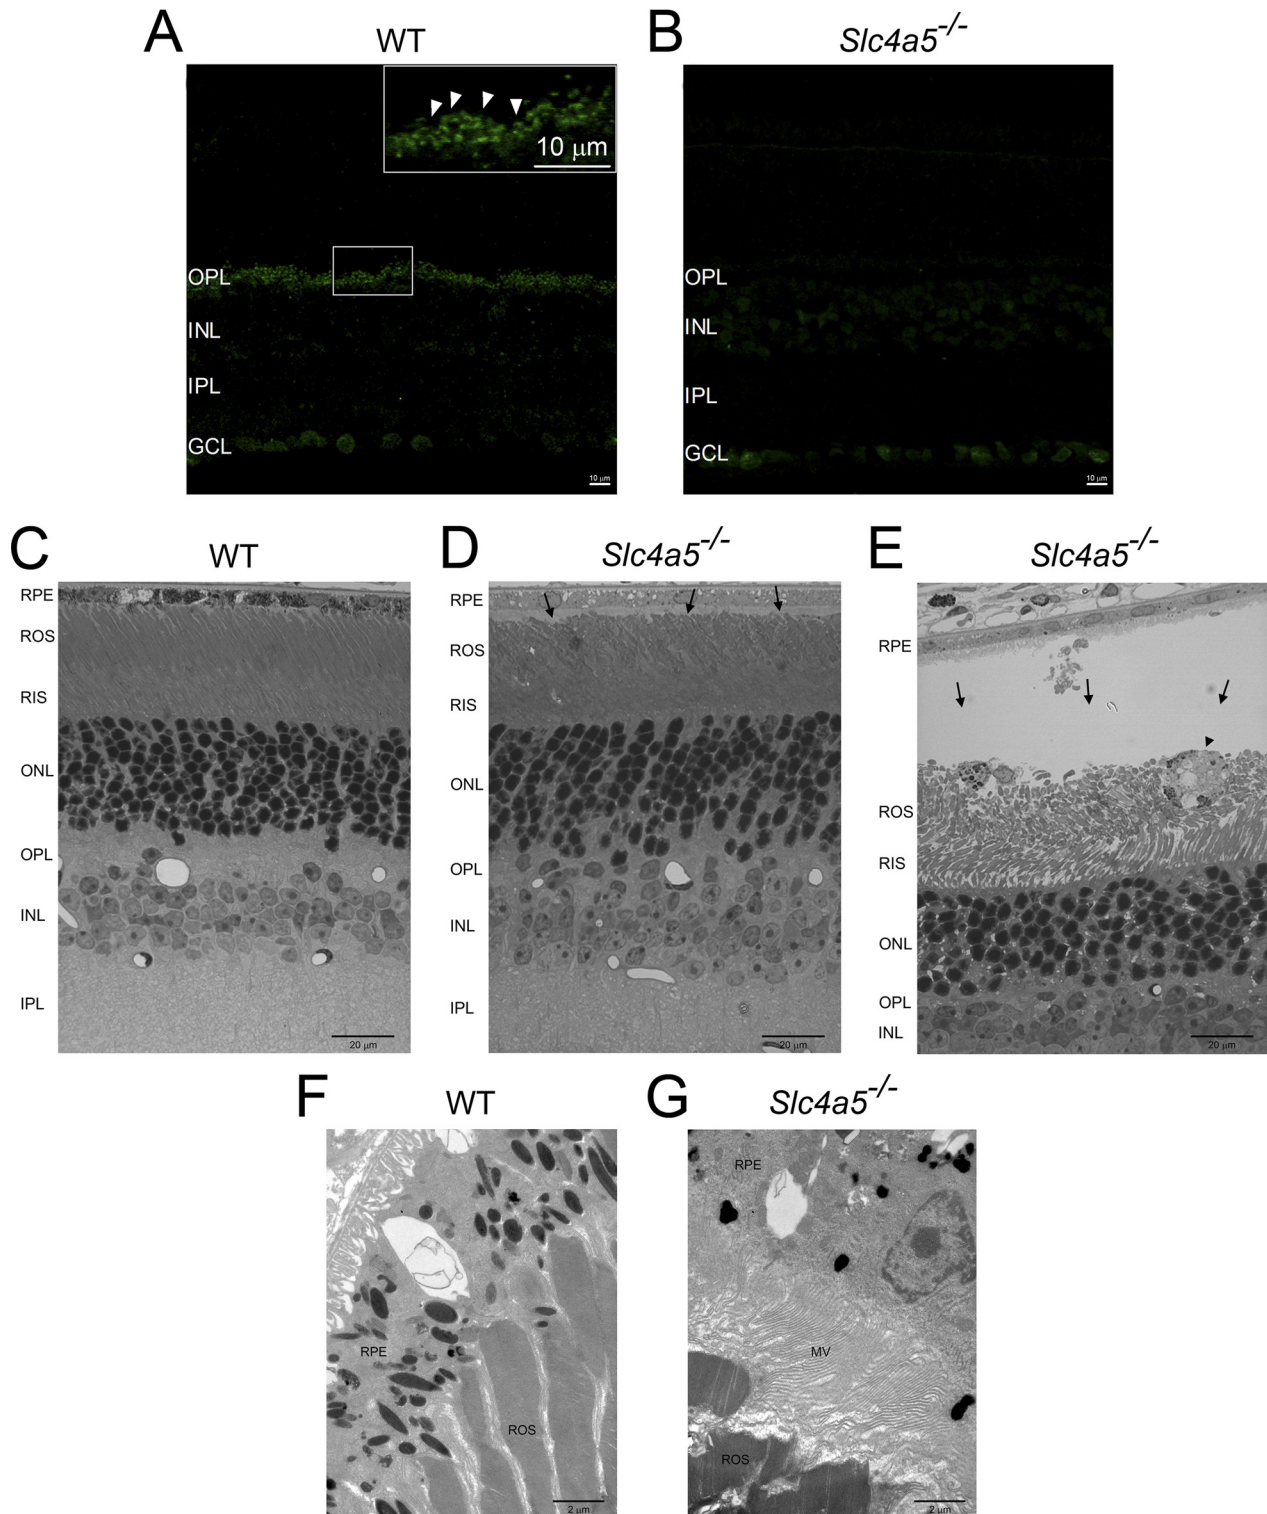 A
WT
10 μm
OPL
INL
IPL
GCL
10 μm
B
Slc4a5-/-
OPL
INL
IPL
GCL
10 μm
C
WT
RPE
ROS
RIS
ONL
OPL
INL
IPL
20 μm
D
Slc4a5-/-
RPE
ROS
RIS
ONL
OPL
INL
IPL
20 μm
E
Slc4a5-/-
RPE
ROS
RIS
ONL
OPL
INL
20 μm
F
WT
RPE
ROS
2 μm
G
Slc4a5-/-
RPE
MV
ROS
2 μm